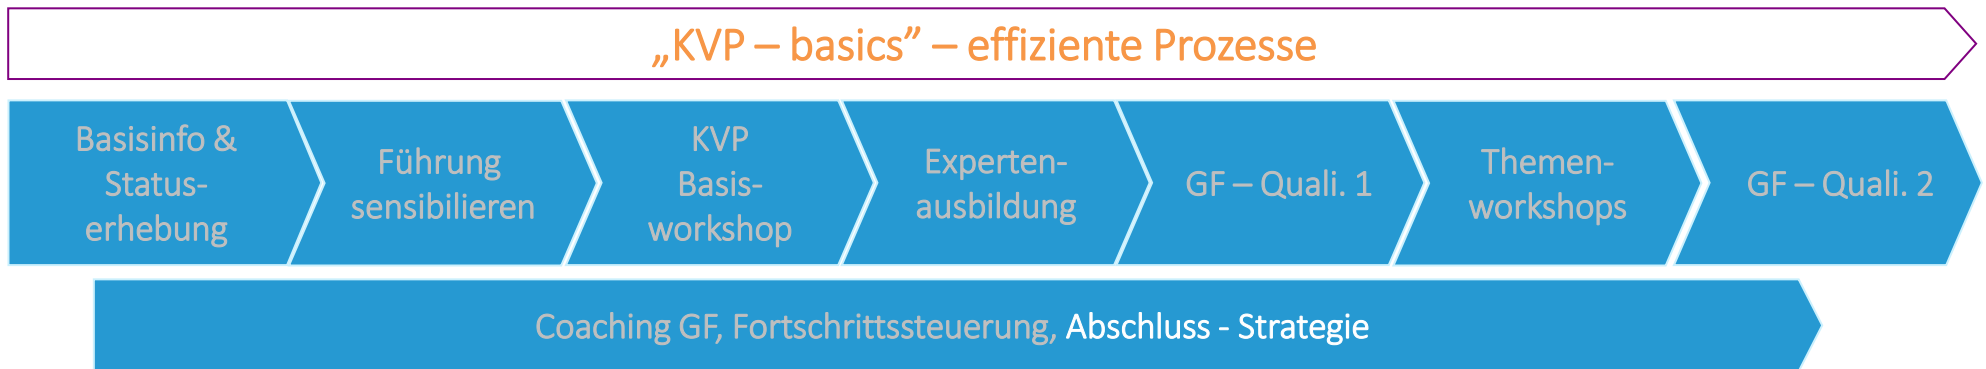 „KVP – basics” – effiziente Prozesse
Basisinfo &
Status-
erhebung
Führung
sensibilieren
KVP
Basis-
workshop
Experten-
ausbildung
GF – Quali. 1
Themen-
workshops
GF – Quali. 2
Coaching GF, Fortschrittssteuerung, Abschluss - Strategie